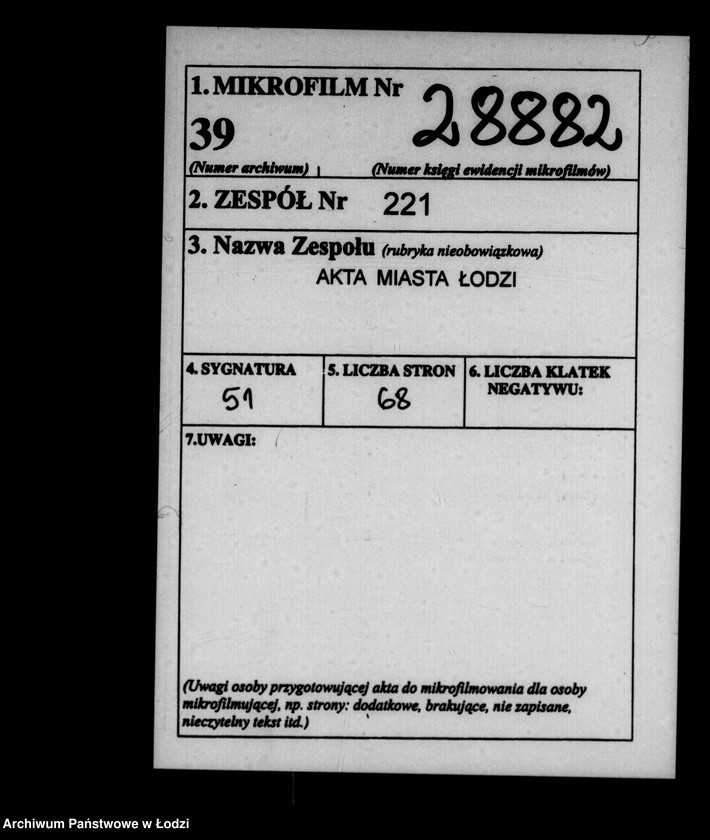 1. MIKROFILM Nr 28882
39
(Numer archiwum) (Numer księgi ewidencji mikrofilmów)
2. ZESPÓŁ Nr 221
3. Nazwa Zespołu (rubryka nieobowiązkowa)
AKTA MIASTA ŁODZI
4. SYGNATURA 5. LICZBA STRON 6. LICZBA KLATEK
NEGATYWU:
51 68
7.UWAGI:
(Uwagi osoby przygotowującej akta do mikrofilmowania dla osoby
mikrofilmującej, np. strony: dodatkowe, brakujące, nie zapisane,
nieczytelny tekst itd.)
Archiwum Państwowe w Łodzi